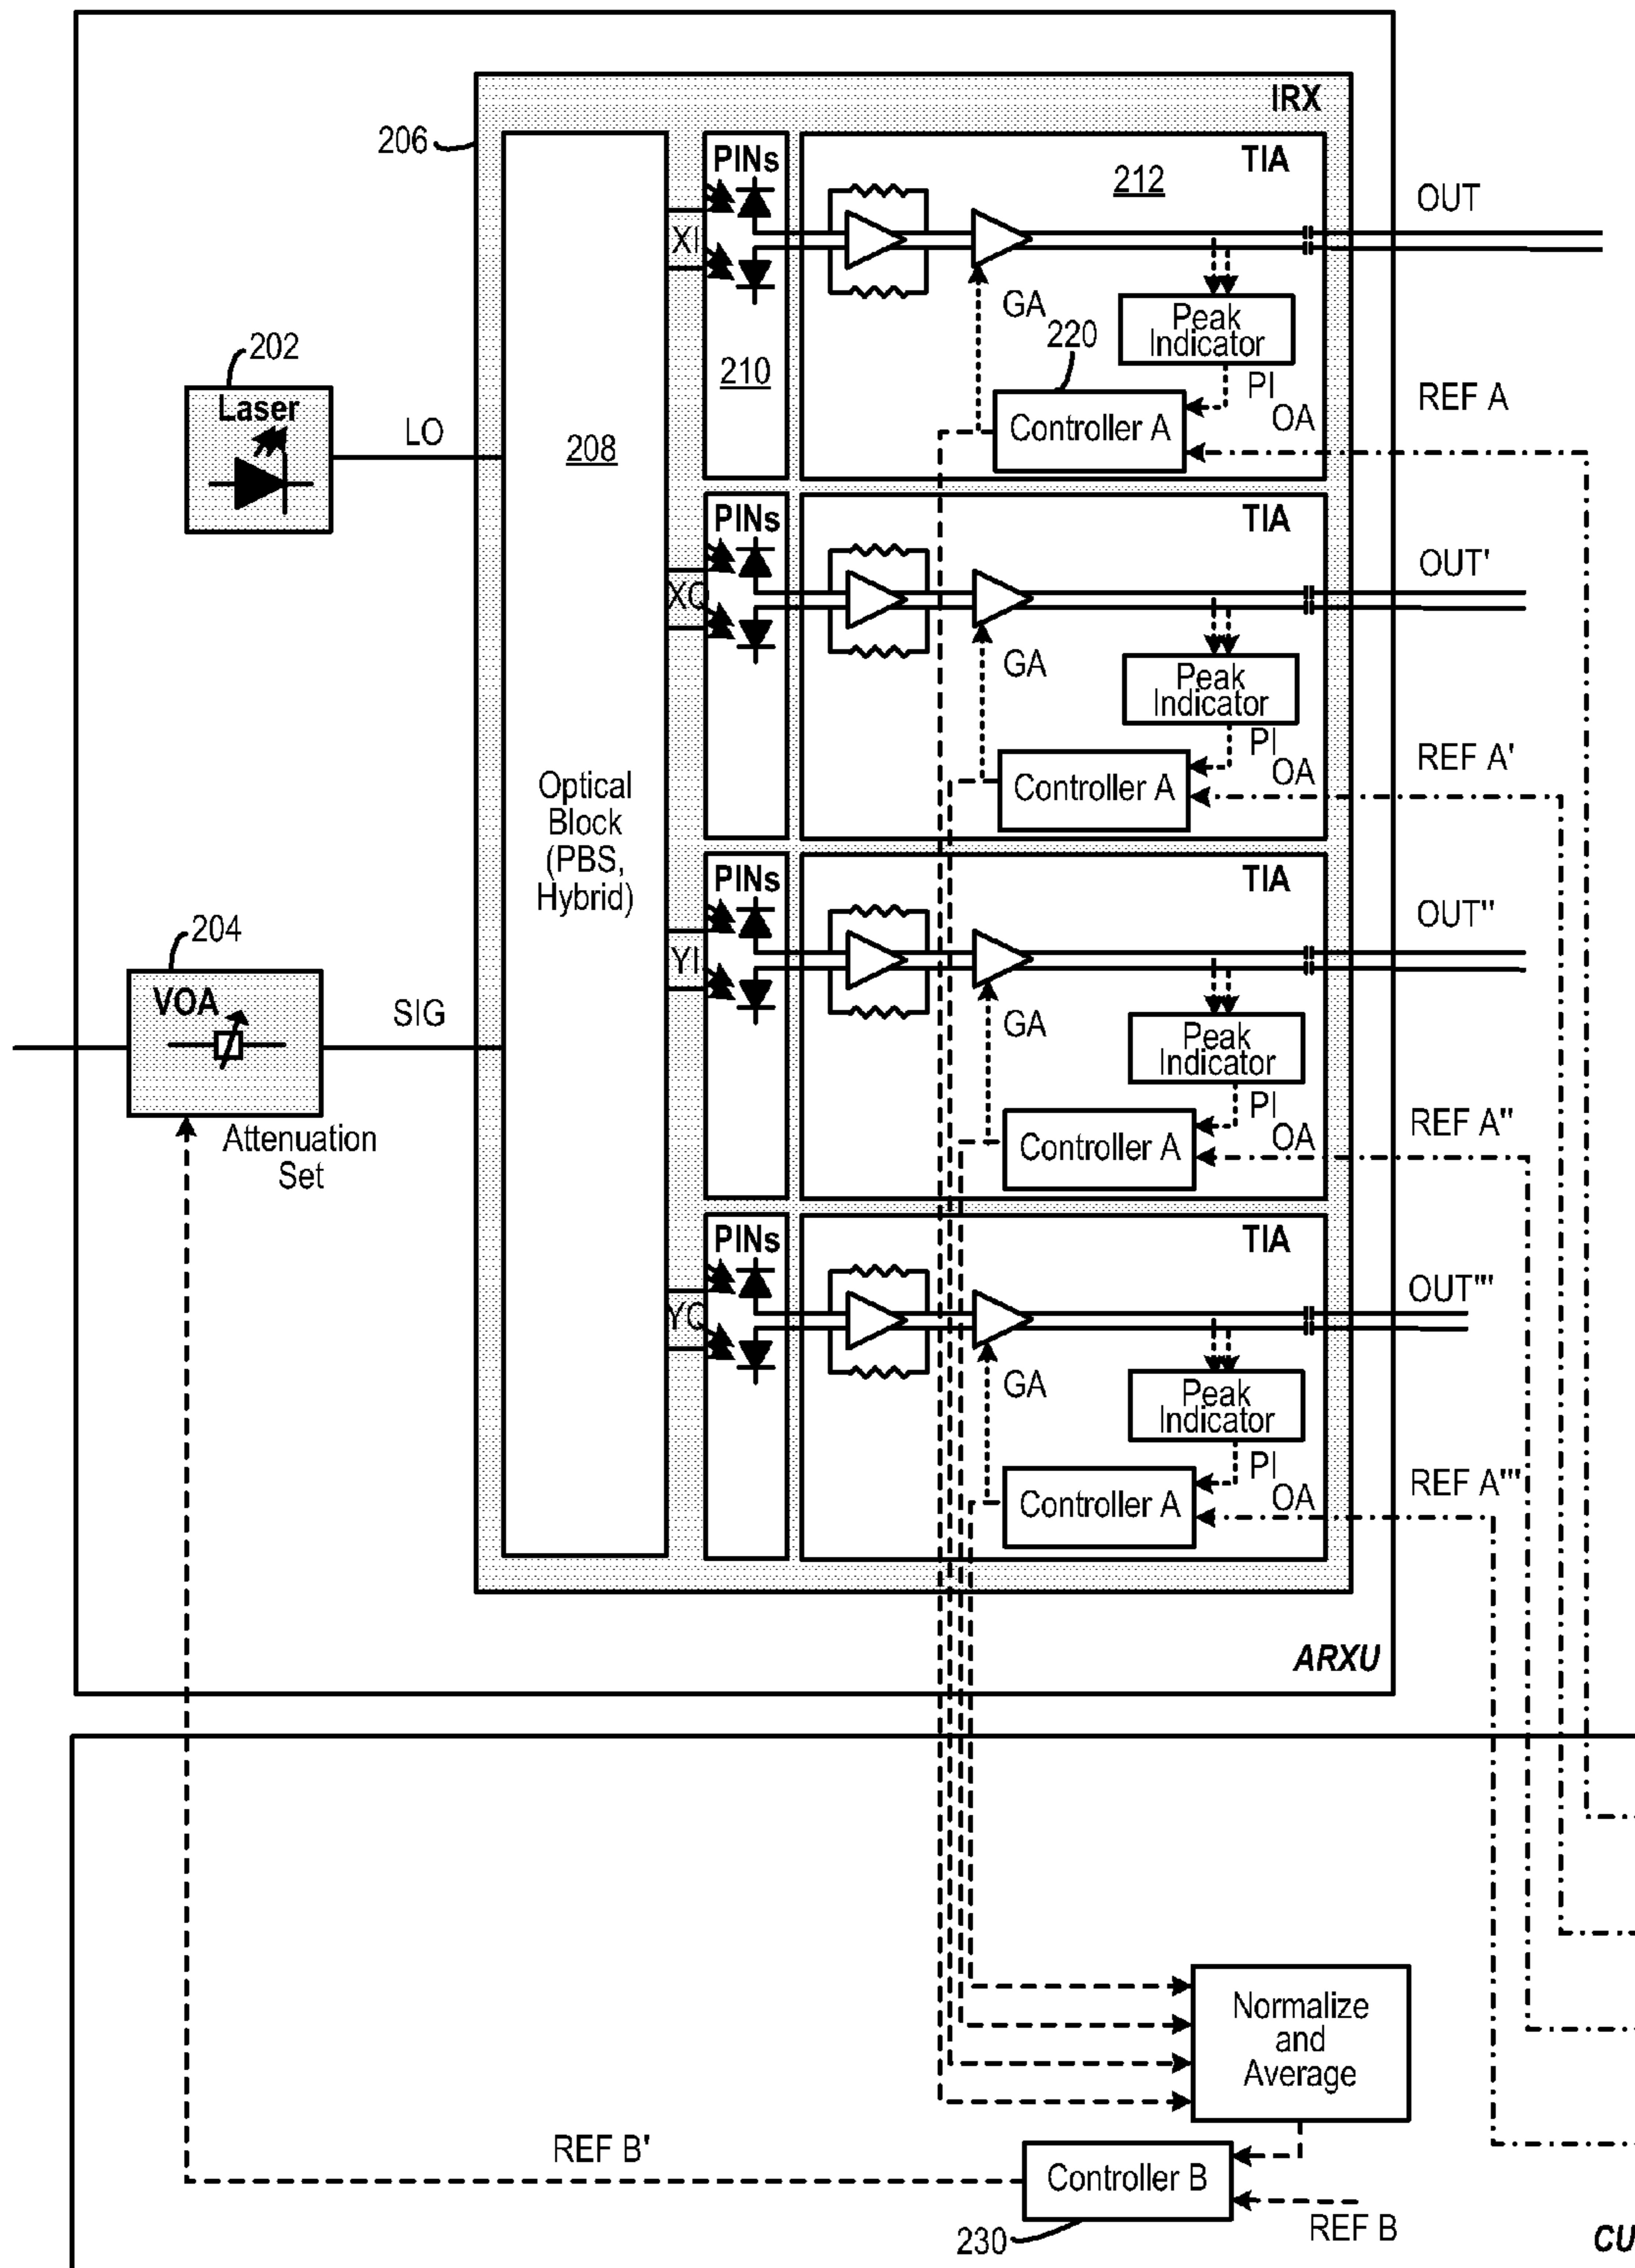 IRX
206
PINs
TIA
212
OUT
XI
GA
220
Peak
Indicator
202
210
PI
OA
REF A
Laser
LO
208
Controller A
PINs
TIA
OUT'
XQ
GA
Peak
Indicator
PI
OA
REF A'
Controller A
Optical
Block
(PBS,
Hybrid)
PINs
TIA
OUT''
204
YI
VOA
SIG
GA
Peak
Indicator
PI
OA
REF A''
Attenuation
Set
Controller A
PINs
TIA
OUT'''
YQ
GA
Peak
Indicator
PI
OA
REF A'''
Controller A
ARXU
Normalize
and
Average
REF B'
Controller B
REF B
230
CU